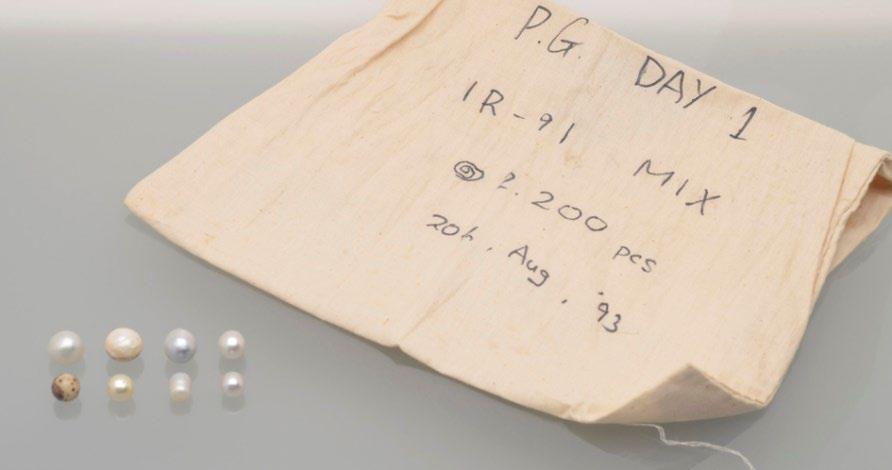 P.G. DAY 1
IR-91 MIX
2.200 pcs
20h, Aug, '93